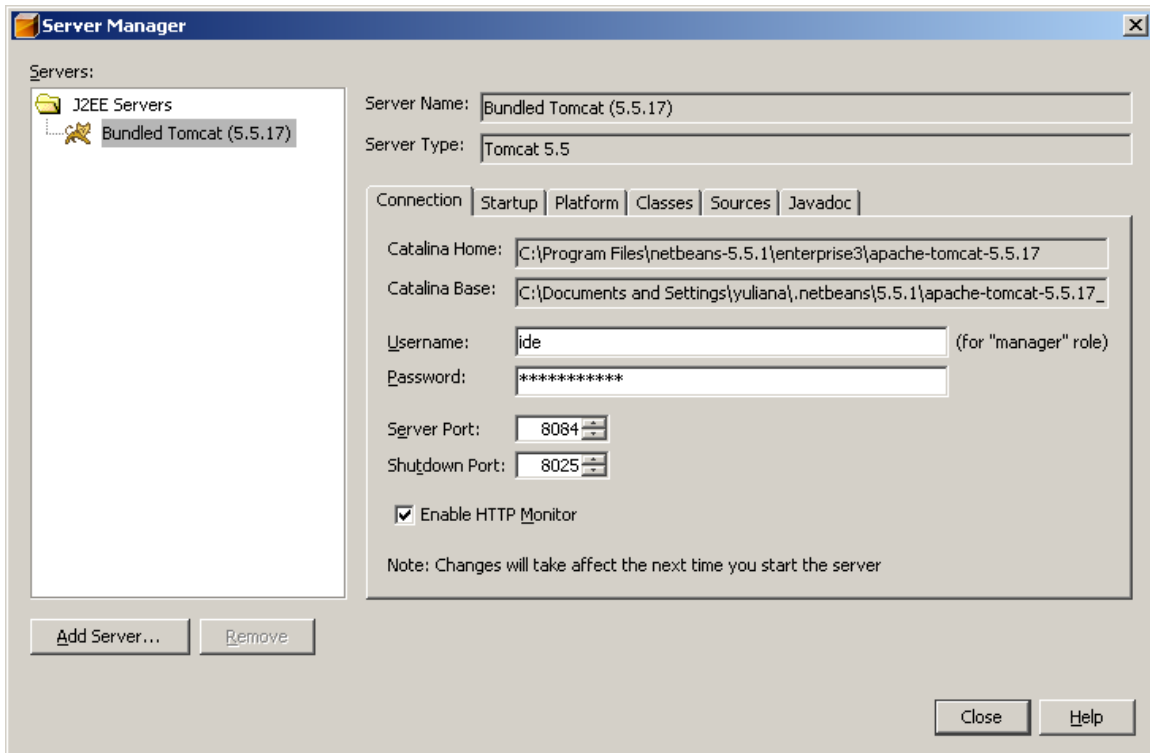 Server Manager
Servers:
J2EE Servers
Bundled Tomcat (5.5.17)
Server Name: Bundled Tomcat (5.5.17)
Server Type: Tomcat 5.5
Connection Startup Platform Classes Sources Javadoc
Catalina Home: C:\Program Files\netbeans-5.5.1\enterprise3\apache-tomcat-5.5.17
Catalina Base: C:\Documents and Settings\yuliana\.netbeans\5.5.1\apache-tomcat-5.5.17_
Username: ide (for "manager" role)
Password: ***********
Server Port: 8084
Shutdown Port: 8025
Enable HTTP Monitor
Note: Changes will take affect the next time you start the server
Add Server... Remove
Close Help